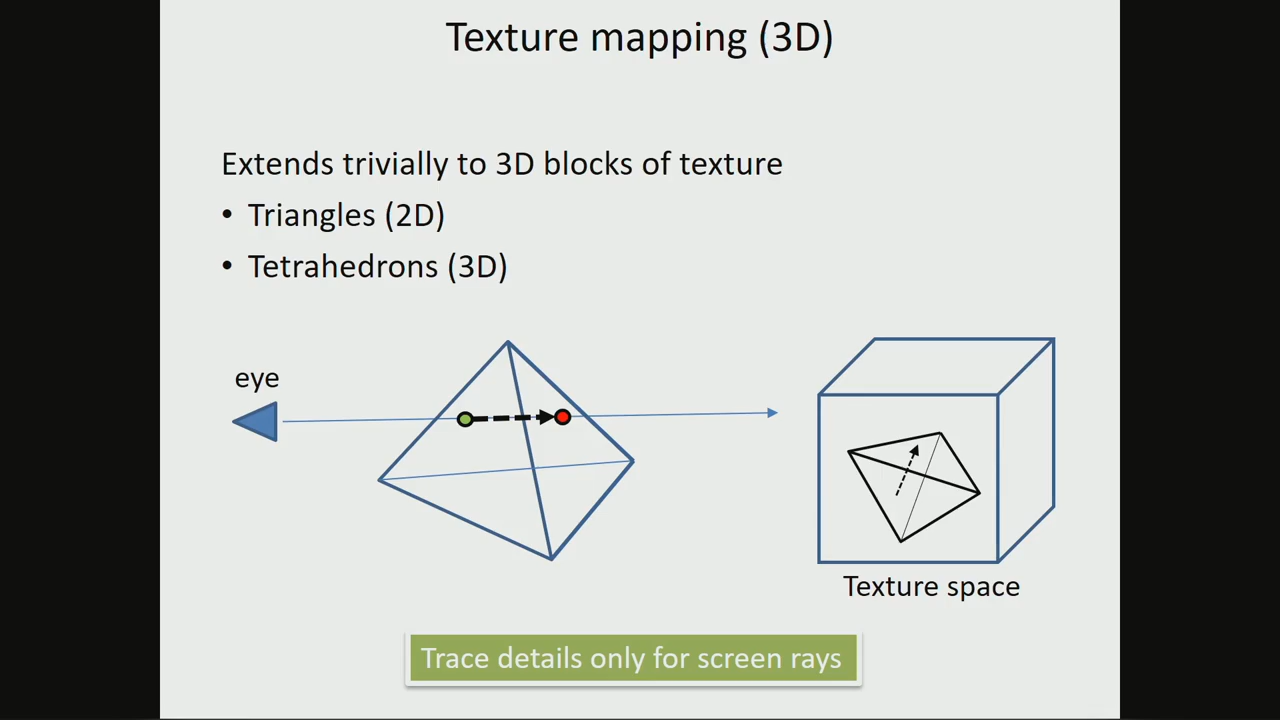 Texture mapping (3D)
Extends trivially to 3D blocks of texture
• Triangles (2D)
• Tetrahedrons (3D)
eye
Texture space
Trace details only for screen rays